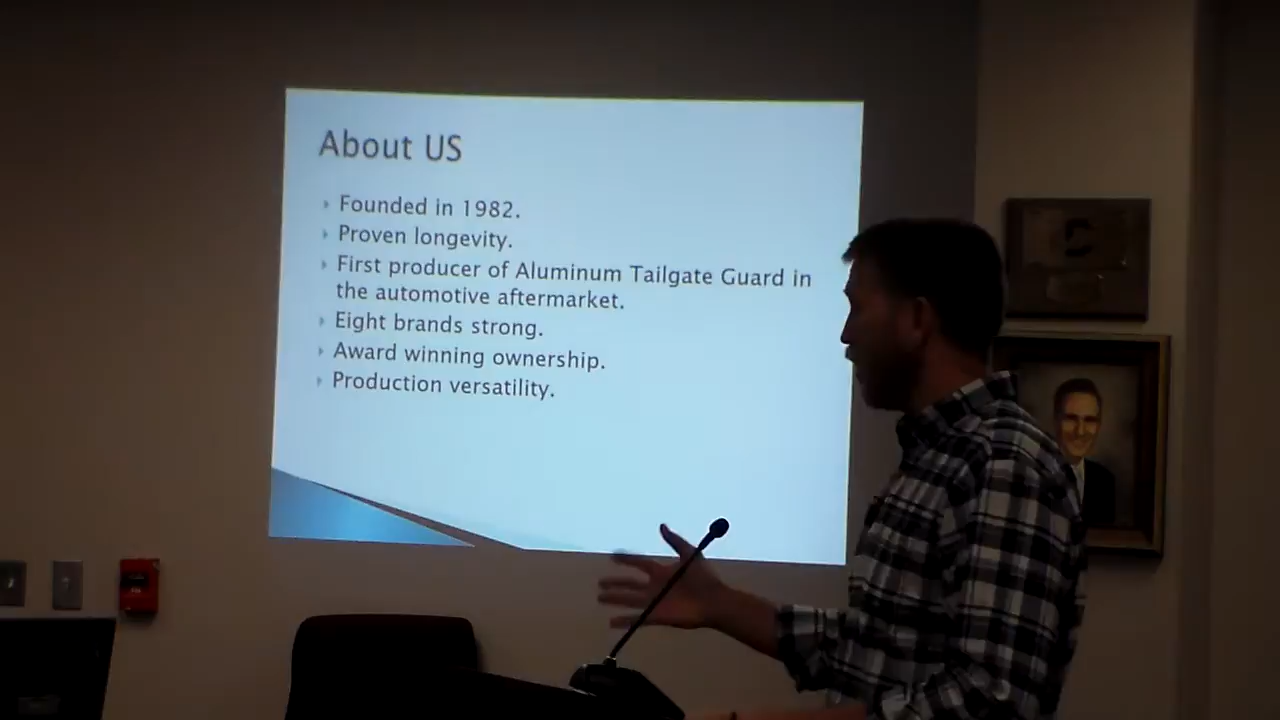 About US
Founded in 1982.
Proven longevity.
First producer of Aluminum Tailgate Guard in
the automotive aftermarket.
Eight brands strong.
Award winning ownership.
Production versatility.